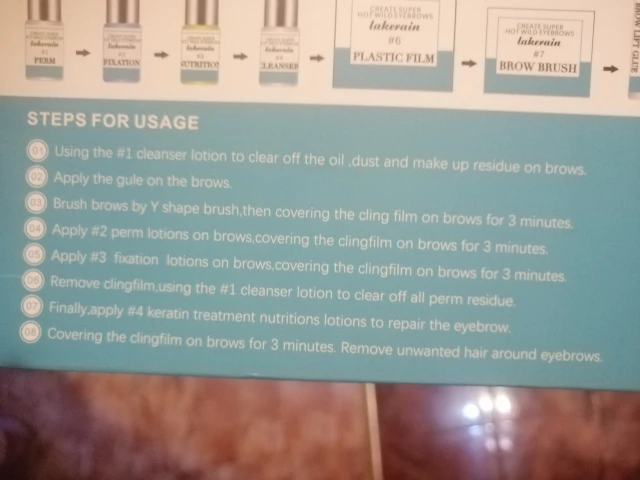 CREATE SUPER
HOT WILD EYEBROWS
lakerain
#6
PLASTIC FILM
CREATE SUPER
HOT WILD EYEBROWS
lakerain
#7
BROW BRUSH
lakerain
#1
PERM
lakerain
FIXATION
lakerain
NUTRITION
lakerain
CLEANSER
STEPS FOR USAGE
01 Using the #1 cleanser lotion to clear off the oil ,dust and make up residue on brows.
02 Apply the gule on the brows.
03 Brush brows by Y shape brush,then covering the cling film on brows for 3 minutes.
04 Apply #2 perm lotions on brows,covering the clingfilm on brows for 3 minutes.
05 Apply #3 fixation lotions on brows,covering the clingfilm on brows for 3 minutes.
06 Remove clingfilm,using the #1 cleanser lotion to clear off all perm residue.
07 Finally,apply #4 keratin treatment nutritions lotions to repair the eyebrow.
08 Covering the clingfilm on brows for 3 minutes. Remove unwanted hair around eyebrows.